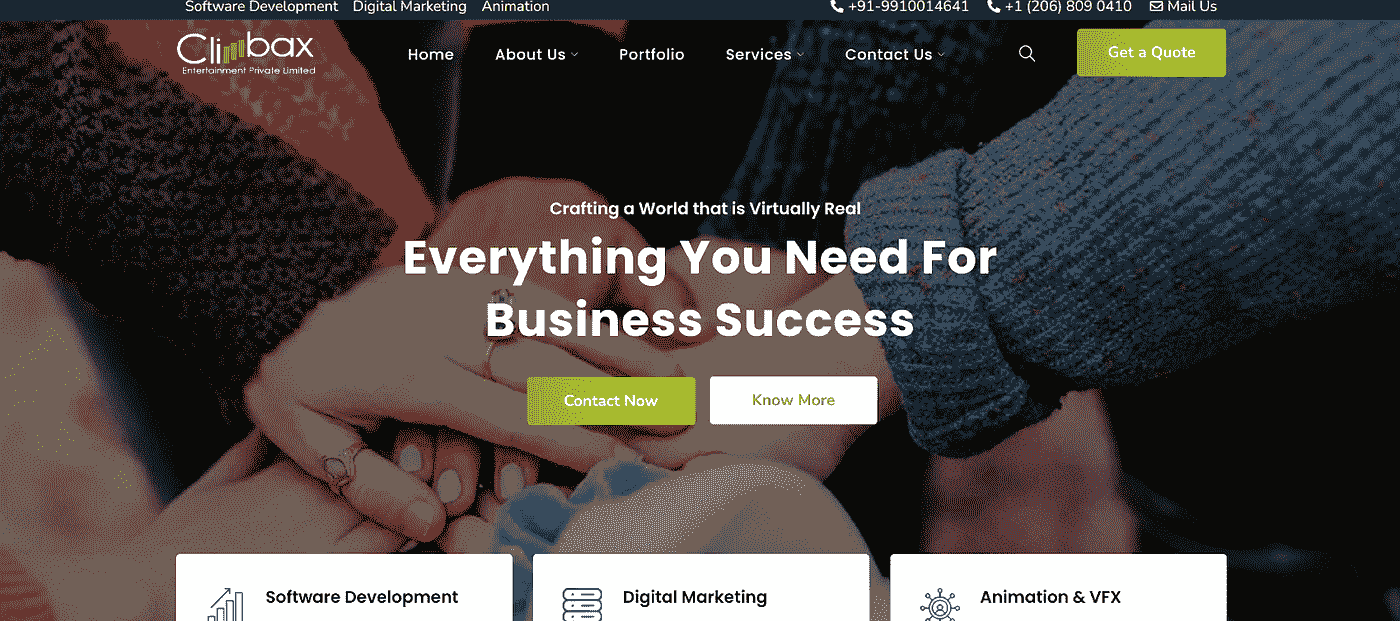 Software Development Digital Marketing Animation +91-9910014641 +1 (206) 809 0410 Mail Us
Climbax
Entertainment Private Limited
Home About Us Portfolio Services Contact Us Get a Quote
Crafting a World that is Virtually Real
Everything You Need For
Business Success
Contact Now Know More
Software Development Digital Marketing Animation & VFX